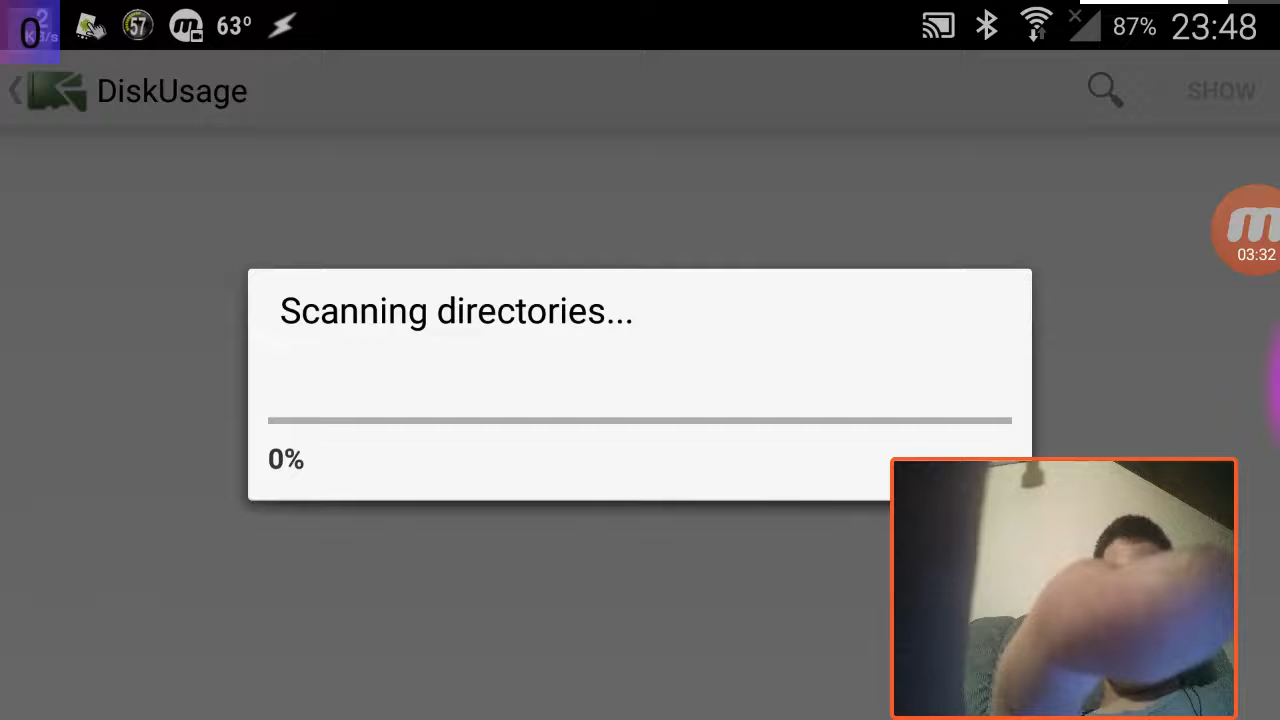 0
57
63°
87%
23:48
DiskUsage
SHOW
03:32
Scanning directories...
0%